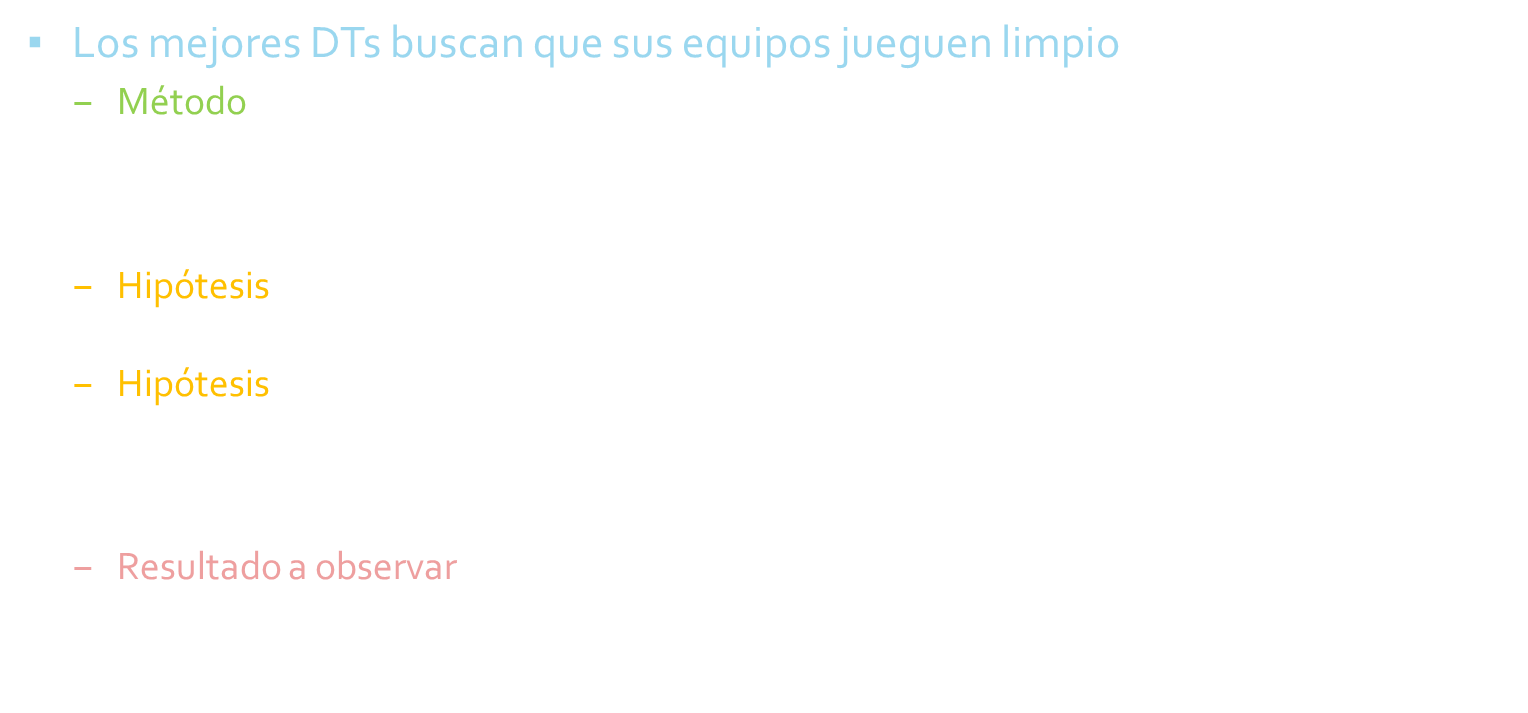 ▪ Los mejores DTs buscan que sus equipos jueguen limpio
– Método
– Hipótesis
– Hipótesis
– Resultado a observar